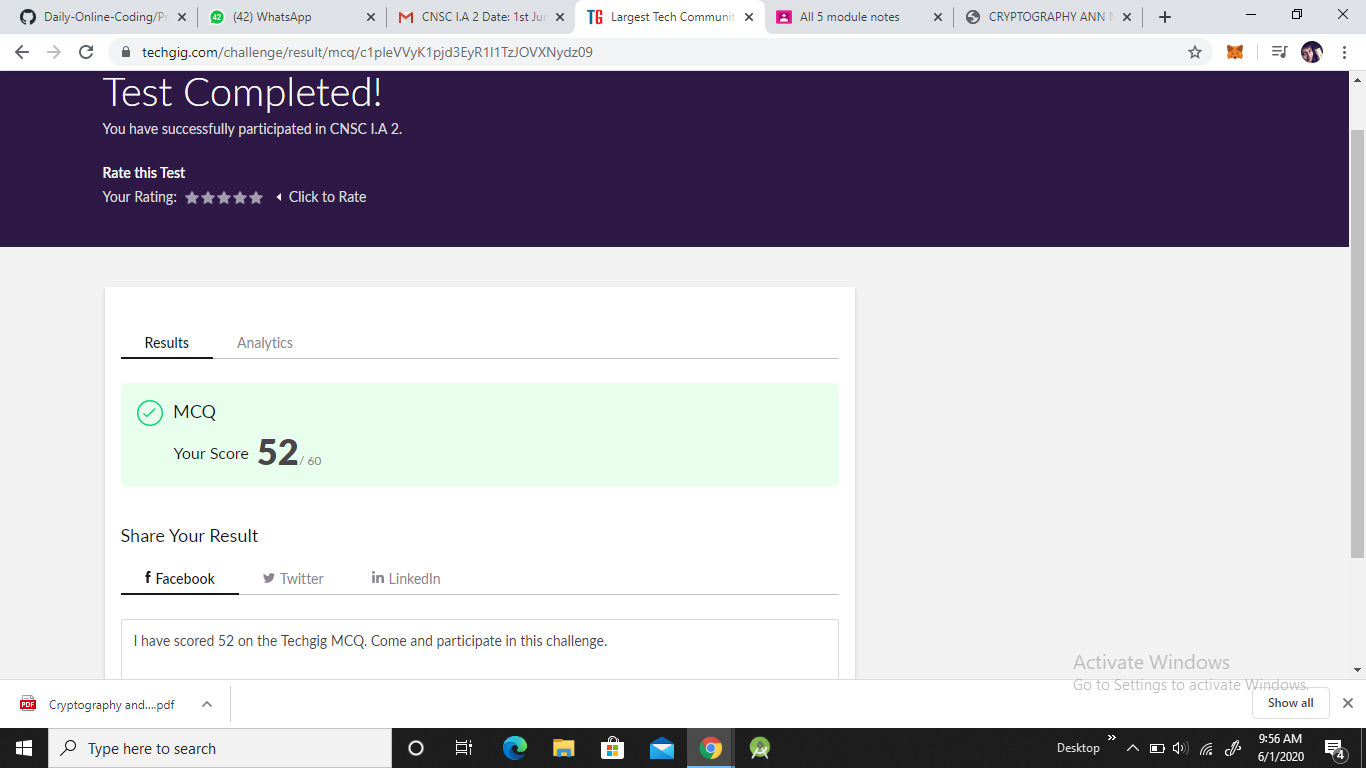 Daily-Online-Coding/P
(42) WhatsApp
CNSC I.A 2 Date: 1st Jun
Largest Tech Communit
All 5 module notes
CRYPTOGRAPHY ANN
techgig.com/challenge/result/mcq/c1pleVVyK1pjd3EyR1l1TzJOVXNydz09
Test Completed!
You have successfully participated in CNSC I.A 2.
Rate this Test
Your Rating:
Click to Rate
Results
Analytics
MCQ
Your Score 52 / 60
Share Your Result
Facebook
Twitter
LinkedIn
I have scored 52 on the Techgig MCQ. Come and participate in this challenge.
Activate Windows
Go to Settings to activate Windows.
Cryptography and....pdf
Show all
Type here to search
Desktop
9:56 AM
6/1/2020
4